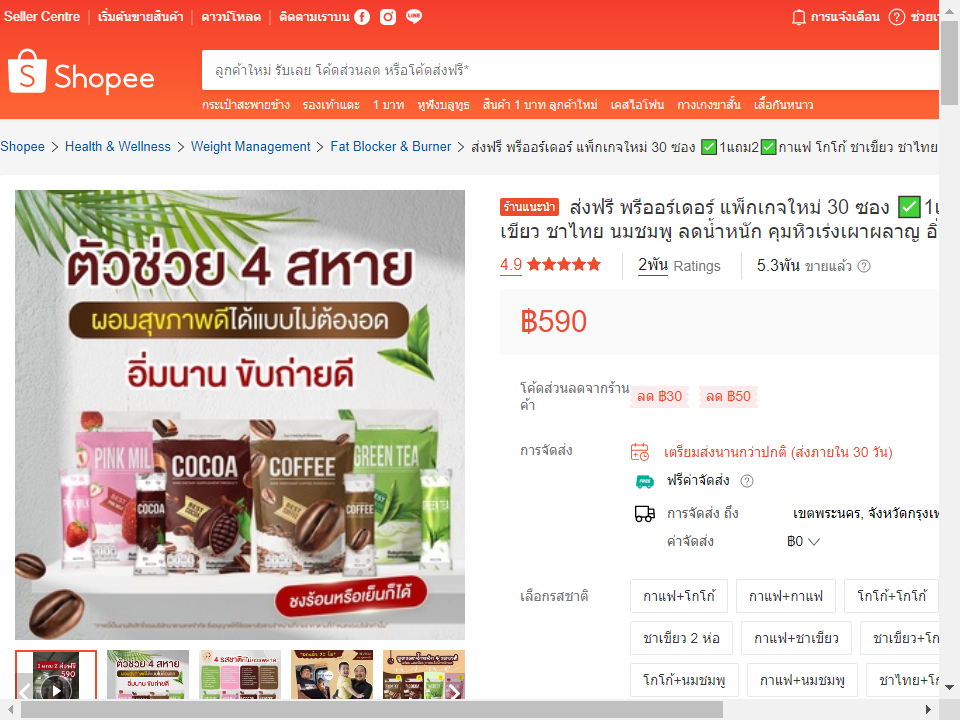 Seller Centre เริ่มต้นขายสินค้า ดาวน์โหลด ติดตามเราบน การแจ้งเตือน
Shopee
ลูกค้าใหม่ รับเลย โค้ดส่วนลด หรือโค้ดส่งฟรี*
กระเป๋าสะพายข้าง รองเท้าแตะ 1 บาท หูฟังบลูทูธ สินค้า 1 บาท ลูกค้าใหม่ เคสไอโฟน กางเกงขาสั้น เสื้อกันหนาว
Shopee > Health & Wellness > Weight Management > Fat Blocker & Burner > ส่งฟรี พรีออร์เดอร์ แพ็กเกจใหม่ 30 ซอง ✅1แถม2✅กาแฟ โกโก้ ชาเขียว ชาไทย
ร้านแนะนำ ส่งฟรี พรีออร์เดอร์ แพ็กเกจใหม่ 30 ซอง ✅1
เขียว ชาไทย นมชมพู ลดน้ำหนัก คุมหิวเร่งเผาผลาญ
4.9 ★★★★★ 2พัน Ratings 5.3พัน ขายแล้ว
฿590
โค้ดส่วนลดจากร้านค้า ลด ฿30 ลด ฿50
การจัดส่ง เตรียมส่งนานกว่าปกติ (ส่งภายใน 30 วัน)
FREE ฟรีค่าจัดส่ง
การจัดส่ง ถึง เขตพระนคร, จังหวัดกรุงเท
ค่าจัดส่ง ฿0
เลือกรสชาติ กาแฟ+โกโก้ กาแฟ+กาแฟ โกโก้+โกโก้
ชาเขียว 2 ห่อ กาแฟ+ชาเขียว ชาเขียว+โก
โกโก้+นมชมพู กาแฟ+นมชมพู ชาไทย+โก
ตัวช่วย 4 สหาย
ผอมสุขภาพดีได้แบบไม่ต้องอด
อิ่มนาน ขับถ่ายดี
PINK MIL
COCOA
COFFEE
GREEN TEA
COCOA
COFFEE
ชงร้อนหรือเย็นก็ได้
590
ตัวช่วย 4 สหาย